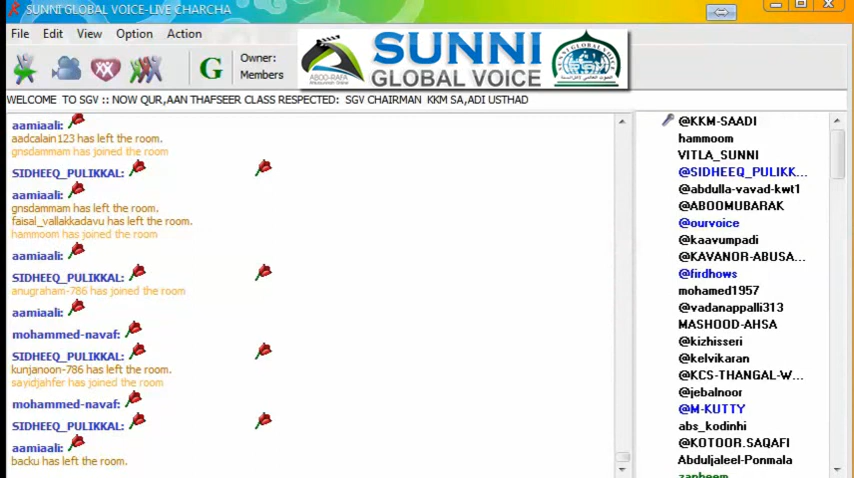 SUNNI GLOBAL VOICE-LIVE CHARCHA
File Edit View Option Action
G
Owner:
Members
ABOO-RAFA
SUNNI
GLOBAL VOICE
WELCOME TO SGV :: NOW QUR,AAN THAFSEER CLASS RESPECTED: SGV CHAIRMAN KKM SA,ADI USTHAD
aamiaali:
aadcalain123 has left the room.
gnsdammam has joined the room
SIDHEEQ_PULIKKAL:
aamiaali:
gnsdammam has left the room.
faisal_vallakkadavu has left the room.
hammoom has joined the room
aamiaali:
SIDHEEQ_PULIKKAL:
anugraham-786 has joined the room
aamiaali:
mohammed-navaf:
SIDHEEQ_PULIKKAL:
kunjanoon-786 has left the room.
sayidjahfer has joined the room
mohammed-navaf:
SIDHEEQ_PULIKKAL:
aamiaali:
backu has left the room.
@KKM-SAADI
hammoom
VITLA_SUNNI
@SIDHEEQ_PULIKK...
@abdulla-vavad-kwt1
@ABOOMUBARAK
@ourvoice
@kaavumpadi
@KAVANOR-ABUSA...
@firdhows
mohamed1957
@vadanappalli313
MASHOOD-AHSA
@kizhisseri
@kelvikaran
@KCS-THANGAL-W...
@jebalnoor
@M-KUTTY
abs_kodinhi
@KOTOOR.SAQAFI
Abduljaleel-Ponmala